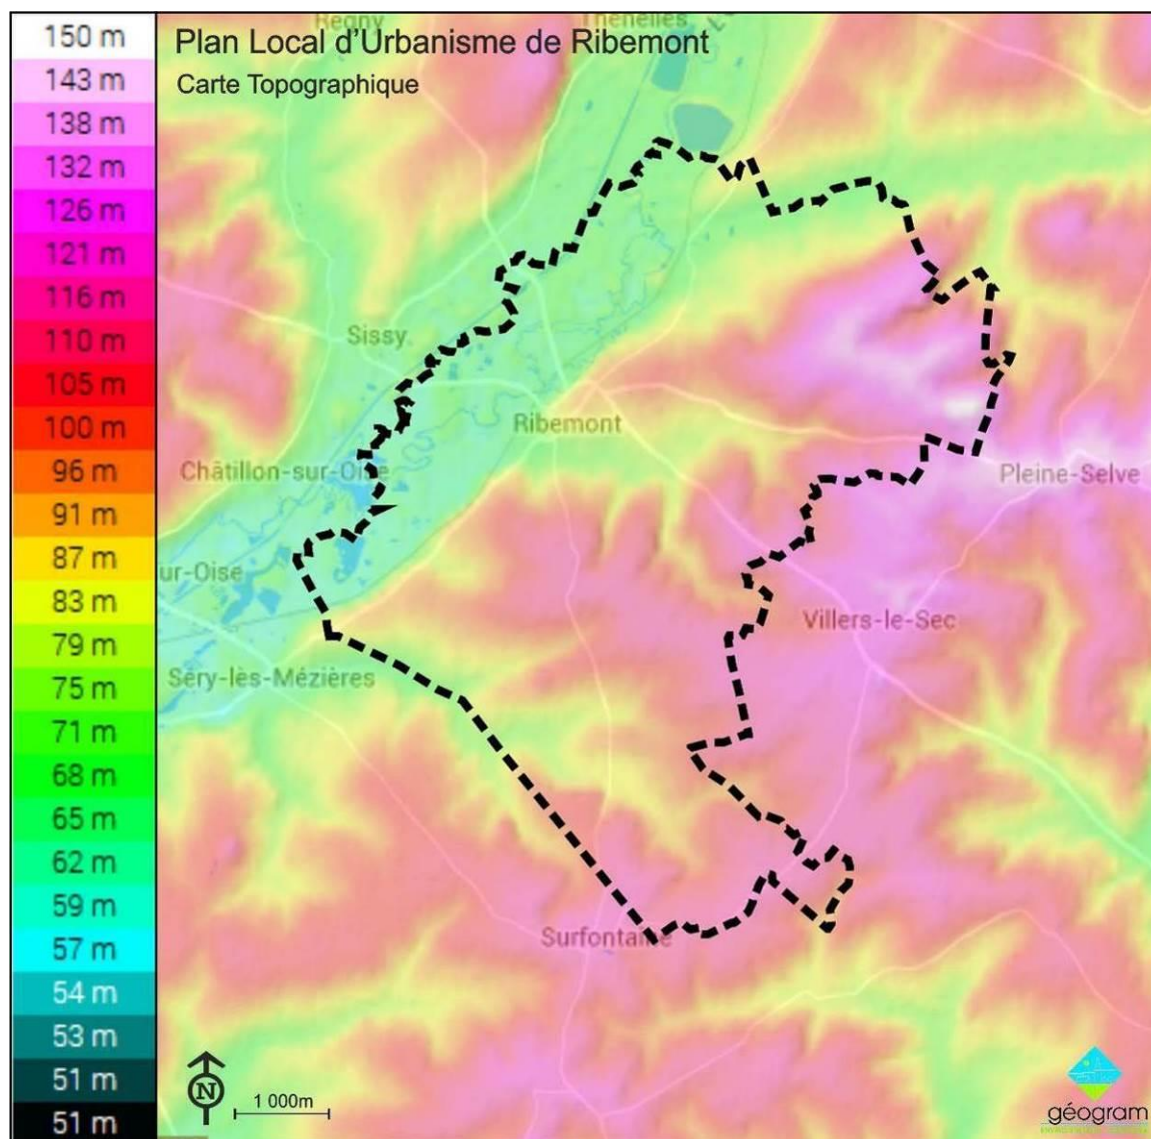 Plan Local d'Urbanisme de Ribemont
Carte Topographique
150 m
143 m
138 m
132 m
126 m
121 m
116 m
110 m
105 m
100 m
96 m
91 m
87 m
83 m
79 m
75 m
71 m
68 m
65 m
62 m
59 m
57 m
54 m
53 m
51 m
51 m
Regny
Thenelles
Sissy
Ribemont
Châtillon-sur-Oise
Pleine-Selve
ur-Oise
Villers-le-Sec
Séry-lès-Mézières
Surfontaine
N
1 000m
géogram